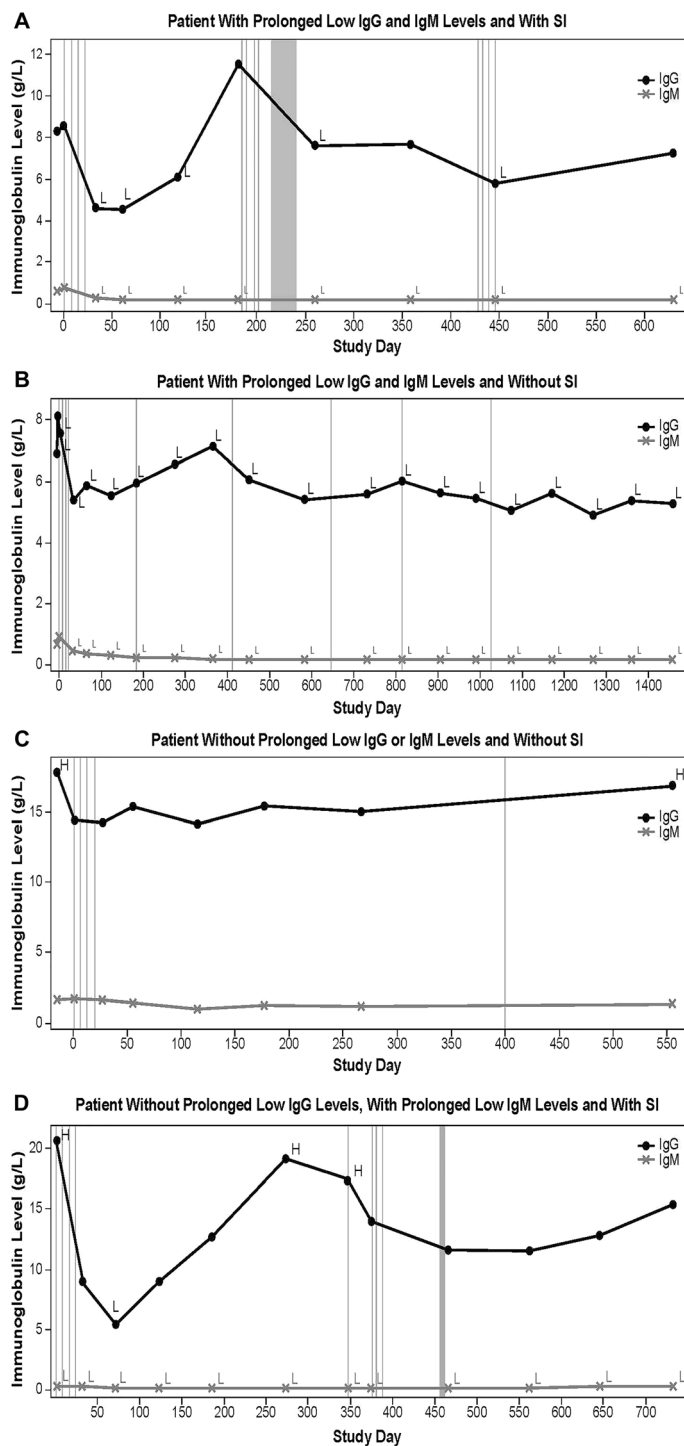 A
Patient With Prolonged Low IgG and IgM Levels and With SI
Immunoglobulin Level (g/L)
12
10
8
6
4
2
0
IgG
IgM
L
L
L
L
L
L
L
L
L
L
L
L
L
0 50 100 150 200 250 300 350 400 450 500 550 600
Study Day
B
Patient With Prolonged Low IgG and IgM Levels and Without SI
Immunoglobulin Level (g/L)
8
6
4
2
0
IgG
IgM
L
L
L L L L L L L L L L L L L L L L L
L L L L L L L L L L L L L L L L
0 100 200 300 400 500 600 700 800 900 1000 1100 1200 1300 1400
Study Day
C
Patient Without Prolonged Low IgG or IgM Levels and Without SI
Immunoglobulin Level (g/L)
15
10
5
0
H
H
IgG
IgM
0 50 100 150 200 250 300 350 400 450 500 550
Study Day
D
Patient Without Prolonged Low IgG Levels, With Prolonged Low IgM Levels and With SI
Immunoglobulin Level (g/L)
20
15
10
5
0
IgG
IgM
H
H
H
L
L L L L L L L L L L L L
50 100 150 200 250 300 350 400 450 500 550 600 650 700
Study Day